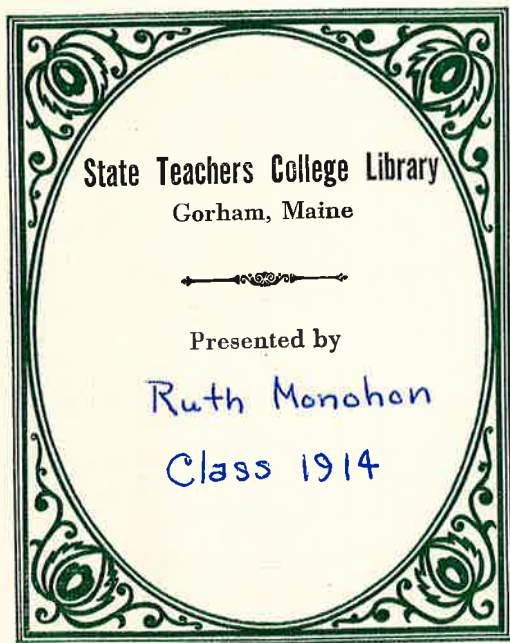 State Teachers College Library
Gorham, Maine
Presented by
Ruth Monohon
Class 1914